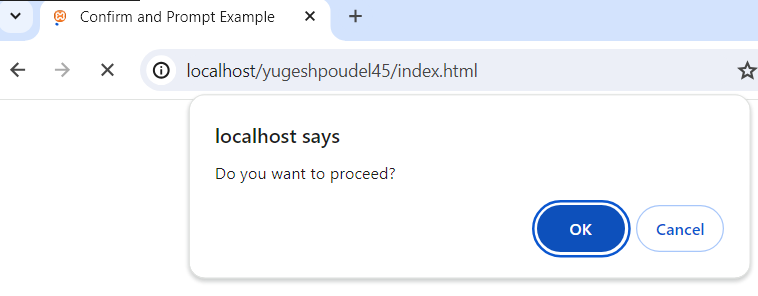 Confirm and Prompt Example
localhost/yugeshpoudel45/index.html
localhost says
Do you want to proceed?
OK
Cancel